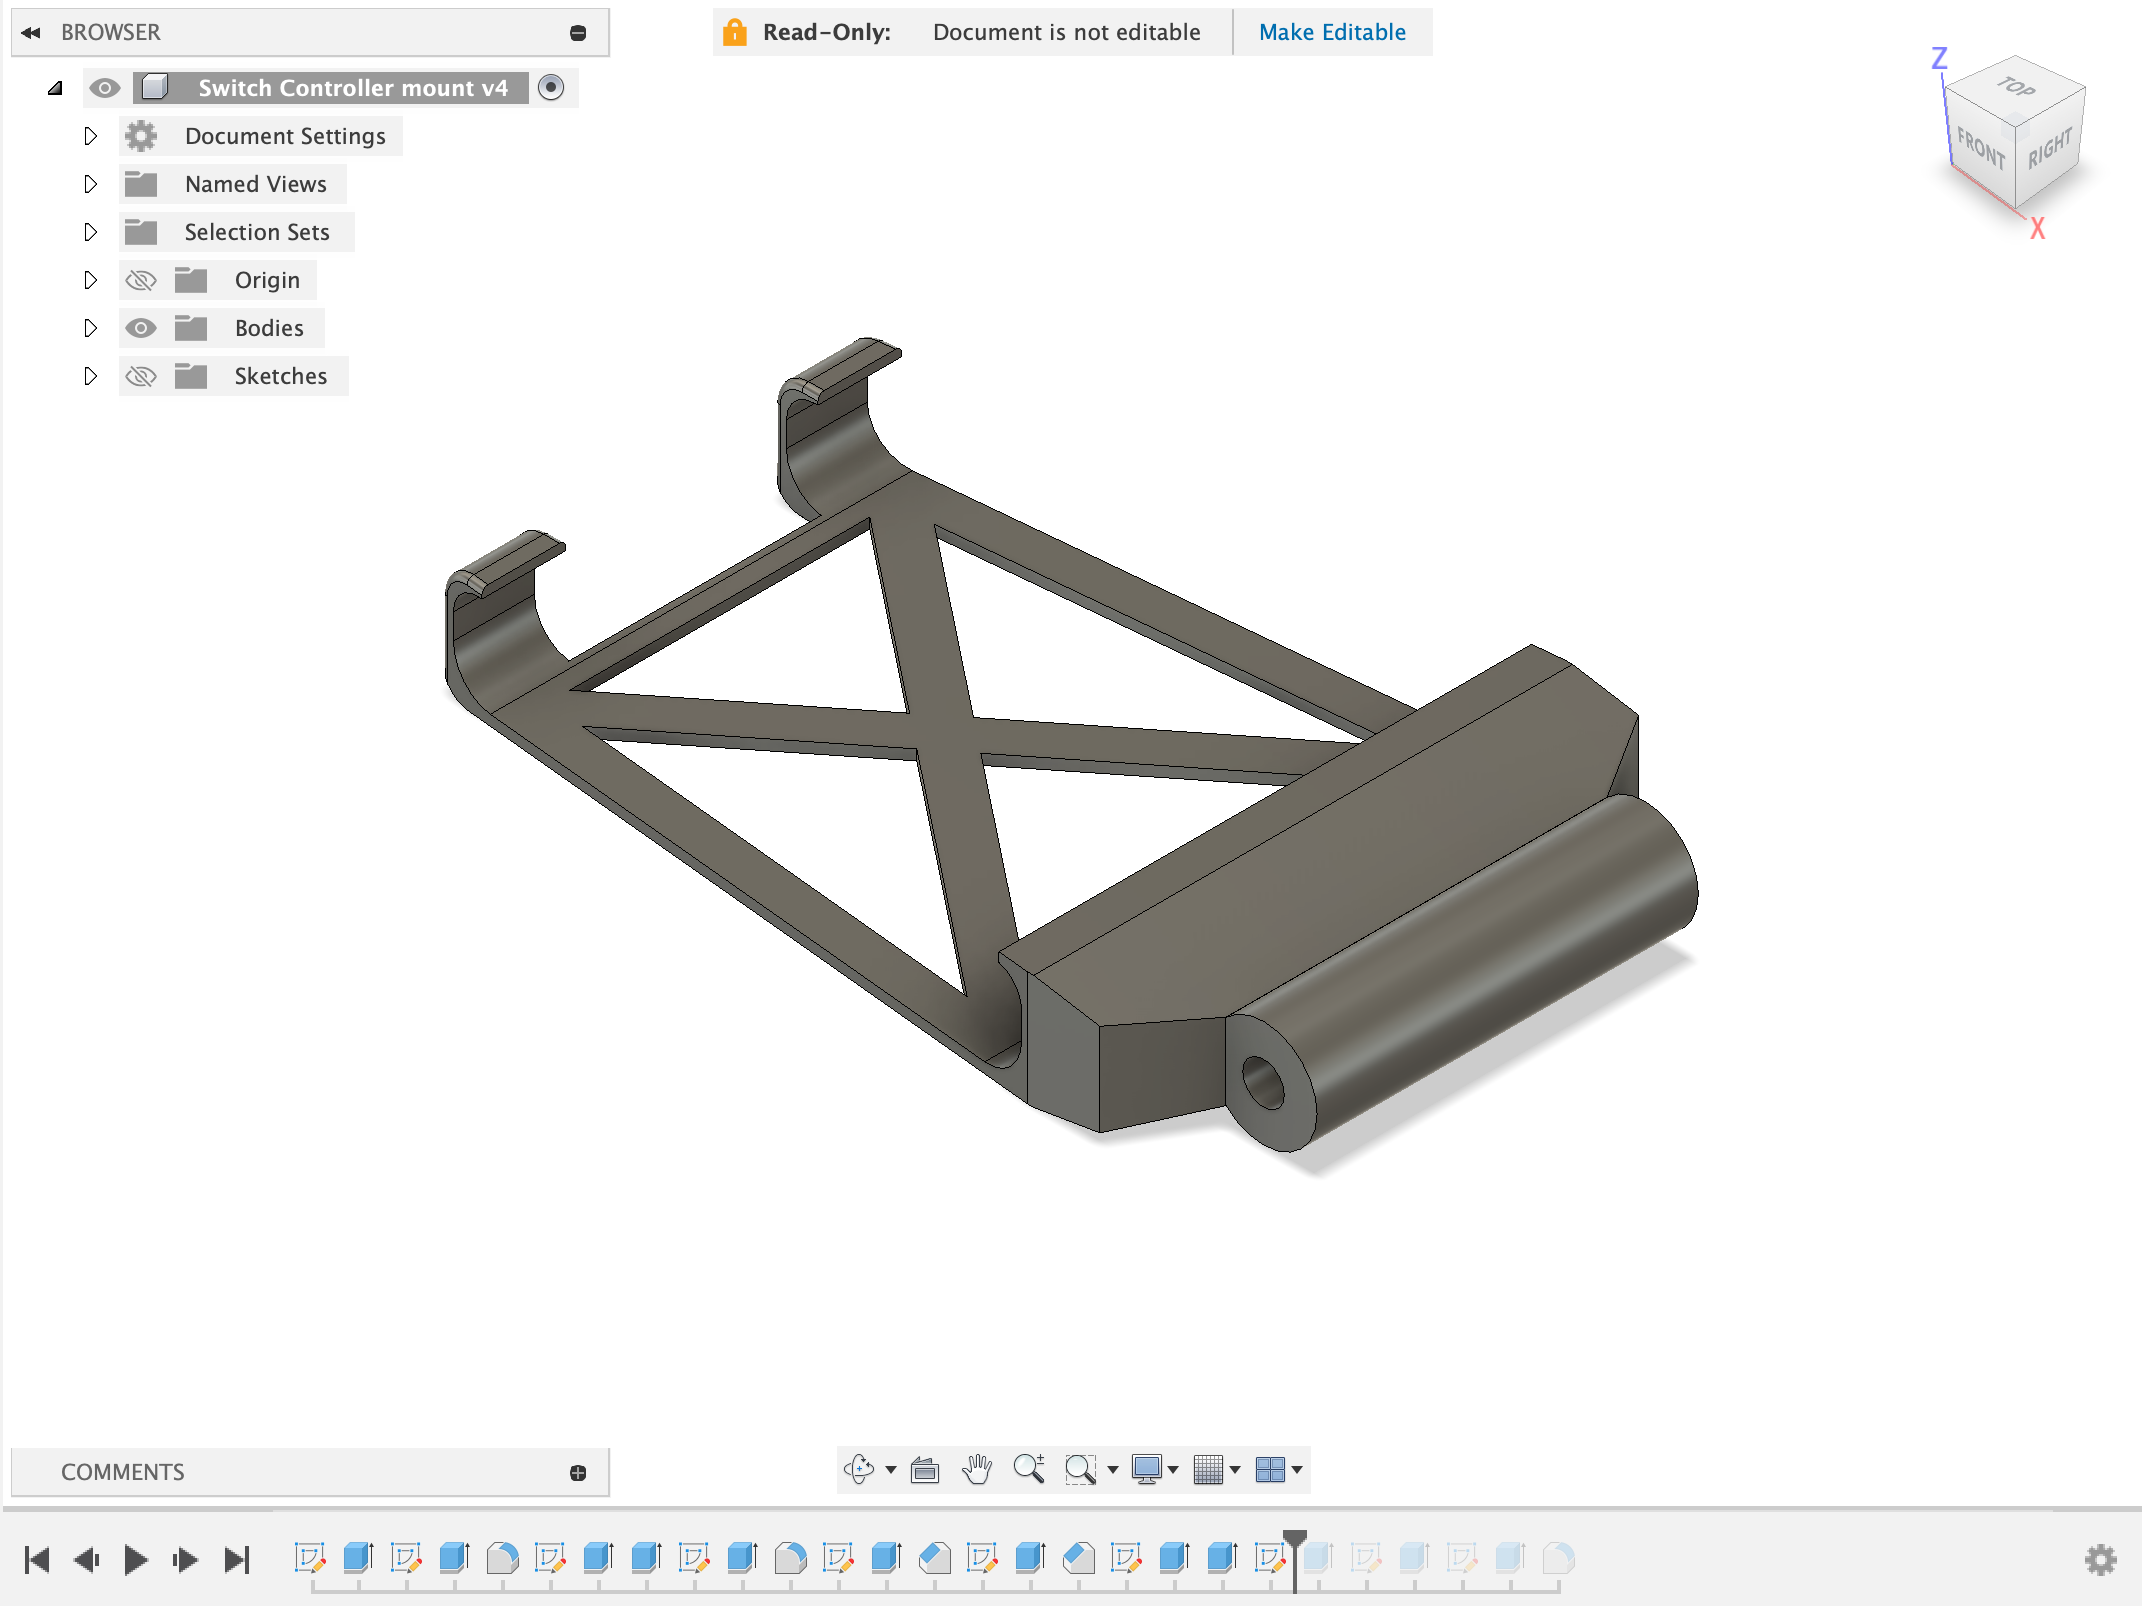 BROWSER
Read-Only: Document is not editable Make Editable
Switch Controller mount v4
Document Settings
Named Views
Selection Sets
Origin
Bodies
Sketches
Z
TOP
FRONT
RIGHT
X
COMMENTS